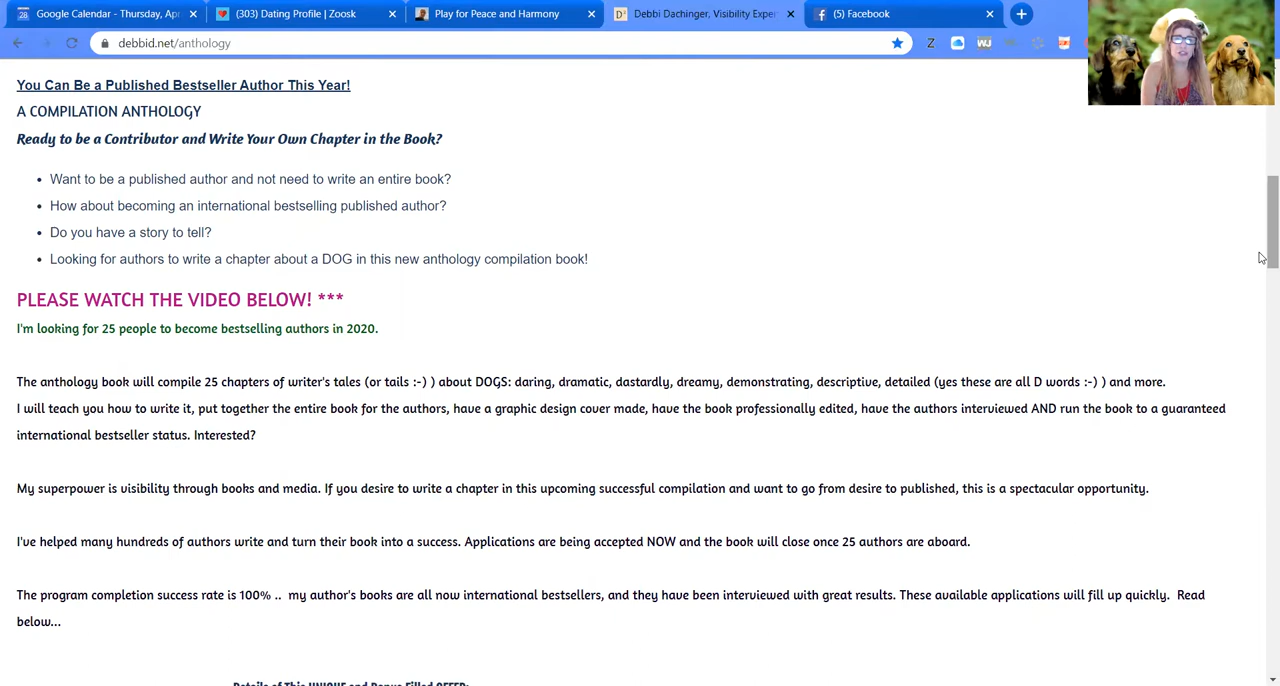 Google Calendar - Thursday, Ap
(303) Dating Profile | Zoosk
Play for Peace and Harmony
Debbi Dachinger, Visibility Exper
(5) Facebook
debbid.net/anthology
You Can Be a Published Bestseller Author This Year!
A COMPILATION ANTHOLOGY
Ready to be a Contributor and Write Your Own Chapter in the Book?
• Want to be a published author and not need to write an entire book?
• How about becoming an international bestselling published author?
• Do you have a story to tell?
• Looking for authors to write a chapter about a DOG in this new anthology compilation book!
PLEASE WATCH THE VIDEO BELOW! ***
I'm looking for 25 people to become bestselling authors in 2020.
The anthology book will compile 25 chapters of writer's tales (or tails :-) ) about DOGS: daring, dramatic, dastardly, dreamy, demonstrating, descriptive, detailed (yes these are all D words :-) ) and more.
I will teach you how to write it, put together the entire book for the authors, have a graphic design cover made, have the book professionally edited, have the authors interviewed AND run the book to a guaranteed
international bestseller status. Interested?
My superpower is visibility through books and media. If you desire to write a chapter in this upcoming successful compilation and want to go from desire to published, this is a spectacular opportunity.
I've helped many hundreds of authors write and turn their book into a success. Applications are being accepted NOW and the book will close once 25 authors are aboard.
The program completion success rate is 100% ..  my author's books are all now international bestsellers, and they have been interviewed with great results. These available applications will fill up quickly.  Read
below...
Details of This UNIQUE and Bonus Filled OFFER: